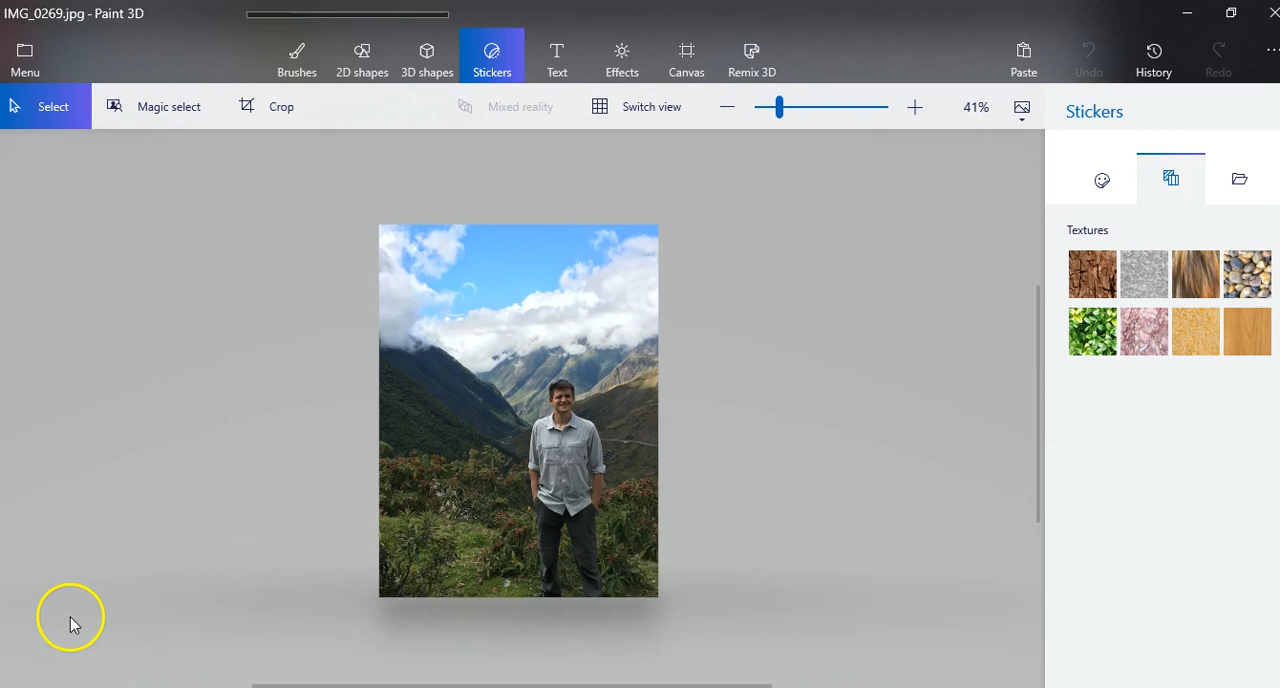 IMG_0269.jpg - Paint 3D
Menu
Brushes
2D shapes
3D shapes
Stickers
Text
Effects
Canvas
Remix 3D
Paste
Undo
History
Redo
Select
Magic select
Crop
Mixed reality
Switch view
41%
Stickers
Textures